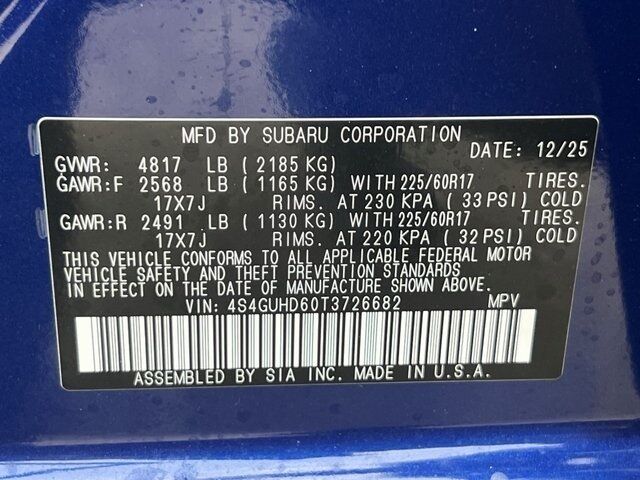 MFD BY SUBARU CORPORATION
DATE: 12/25
GVWR: 4817 LB ( 2185 KG)
GAWR:F 2568 LB ( 1165 KG) WITH 225/60R17 TIRES.
17X7J RIMS. AT 230 KPA ( 33 PSI) COLD
GAWR:R 2491 LB ( 1130 KG) WITH 225/60R17 TIRES.
17X7J RIMS. AT 220 KPA ( 32 PSI) COLD
THIS VEHICLE CONFORMS TO ALL APPLICABLE FEDERAL MOTOR
VEHICLE SAFETY AND THEFT PREVENTION STANDARDS
IN EFFECT ON THE DATE OF MANUFACTURE SHOWN ABOVE.
VIN: 4S4GUHD60T3726682 MPV
ASSEMBLED BY SIA INC. MADE IN U.S.A.